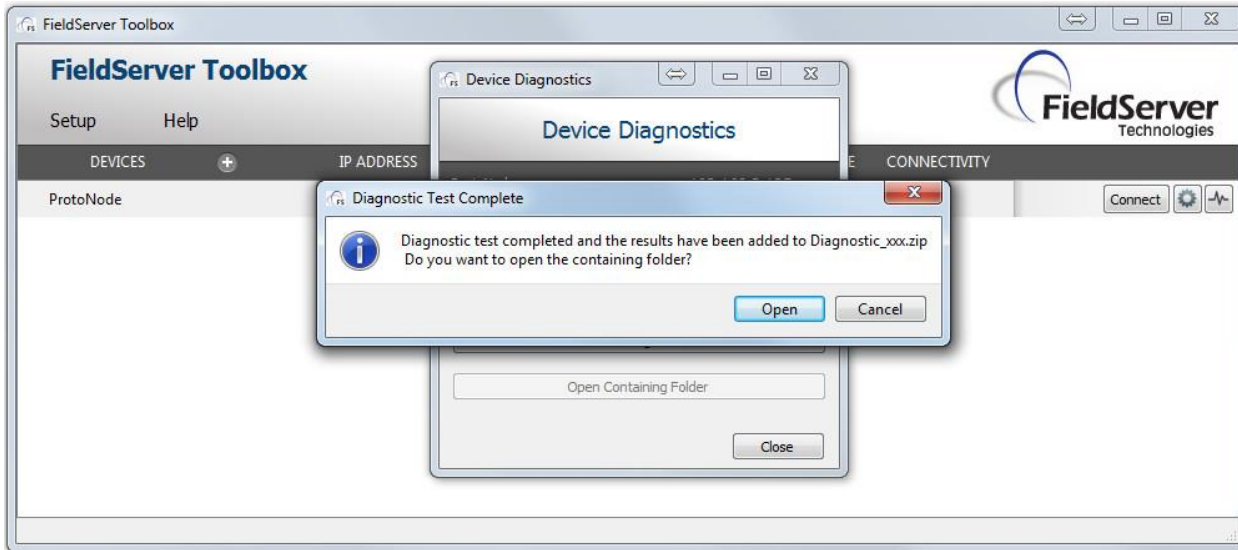 FieldServer Toolbox
FieldServer Toolbox
Setup Help
FieldServer
Technologies
DEVICES IP ADDRESS CONNECTIVITY
ProtoNode
Connect
Device Diagnostics
Device Diagnostics
Diagnostic Test Complete
Diagnostic test completed and the results have been added to Diagnostic_xxx.zip
Do you want to open the containing folder?
Open Cancel
Open Containing Folder
Close